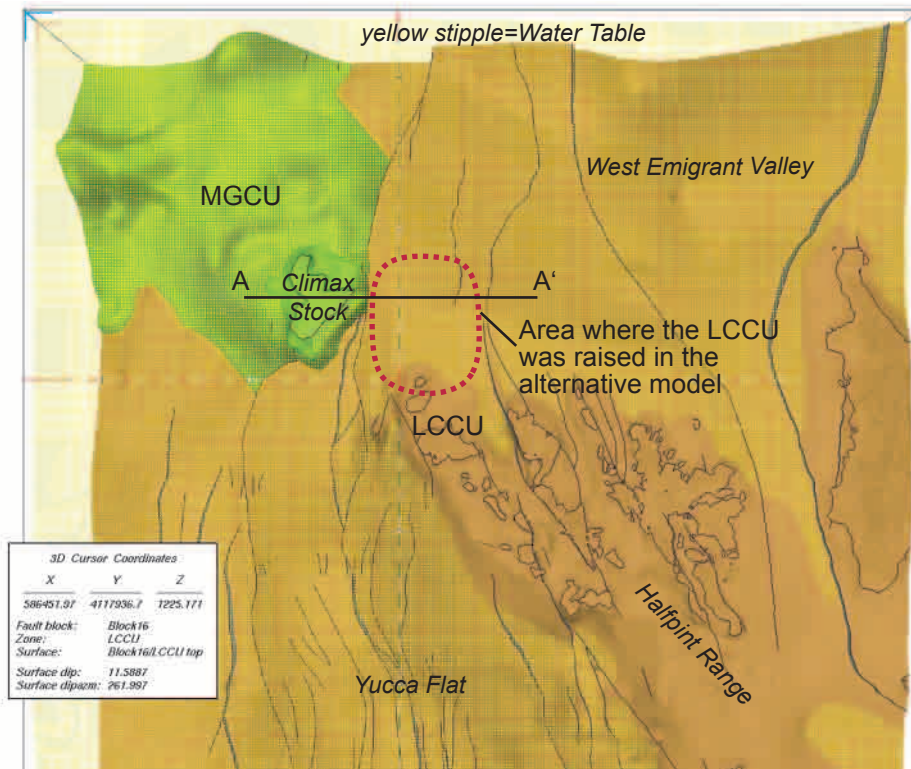 yellow stipple=Water Table
West Emigrant Valley
MGCU
A
Climax
Stock
A'
Area where the LCCU
was raised in the
alternative model
LCCU
3D Cursor Coordinates
X Y Z
586451.97 4117936.7 1225.171
Fault block: Block16
Zone: LCCU
Surface: Block16/LCCU top
Surface dip: 11.5887
Surface dipazm: 261.997
Halfpint Range
Yucca Flat